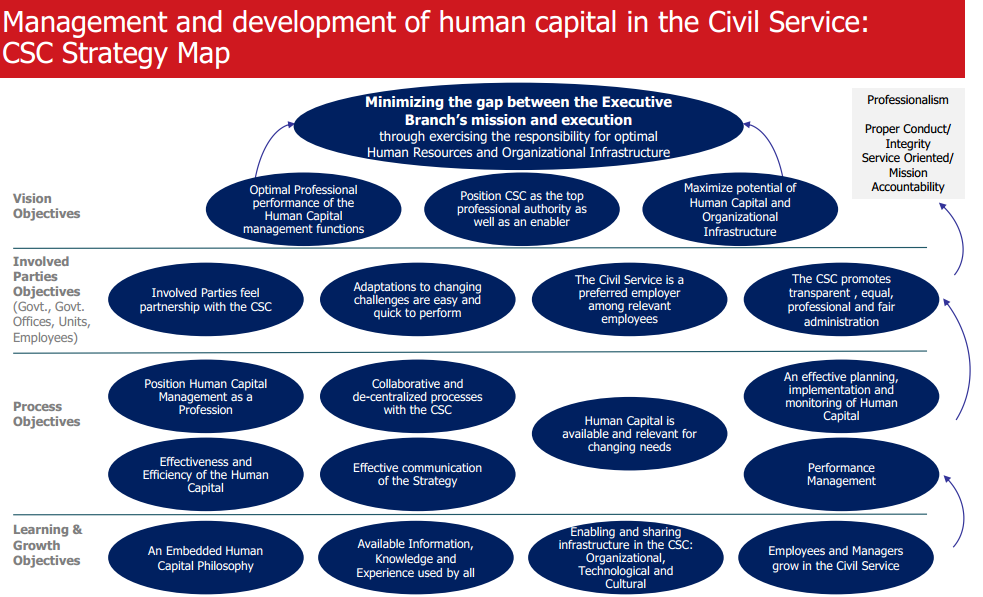 Management and development of human capital in the Civil Service:
CSC Strategy Map
Minimizing the gap between the Executive
Branch's mission and execution
through exercising the responsibility for optimal
Human Resources and Organizational Infrastructure
Professionalism
Proper Conduct/
Integrity
Service Oriented/
Mission
Accountability
Vision
Objectives
Optimal Professional
performance of the
Human Capital
management functions
Position CSC as the top
professional authority as
well as an enabler
Maximize potential of
Human Capital and
Organizational
Infrastructure
Involved
Parties
Objectives
(Govt., Govt.
Offices, Units,
Employees)
Involved Parties feel
partnership with the CSC
Adaptations to changing
challenges are easy and
quick to perform
The Civil Service is a
preferred employer
among relevant
employees
The CSC promotes
transparent , equal,
professional and fair
administration
Process
Objectives
Position Human Capital
Management as a
Profession
Collaborative and
de-centralized processes
with the CSC
Human Capital is
available and relevant for
changing needs
An effective planning,
implementation and
monitoring of Human
Capital
Effectiveness and
Efficiency of the Human
Capital
Effective communication
of the Strategy
Performance
Management
Learning &
Growth
Objectives
An Embedded Human
Capital Philosophy
Available Information,
Knowledge and
Experience used by all
Enabling and sharing
infrastructure in the CSC:
Organizational,
Technological and
Cultural
Employees and Managers
grow in the Civil Service